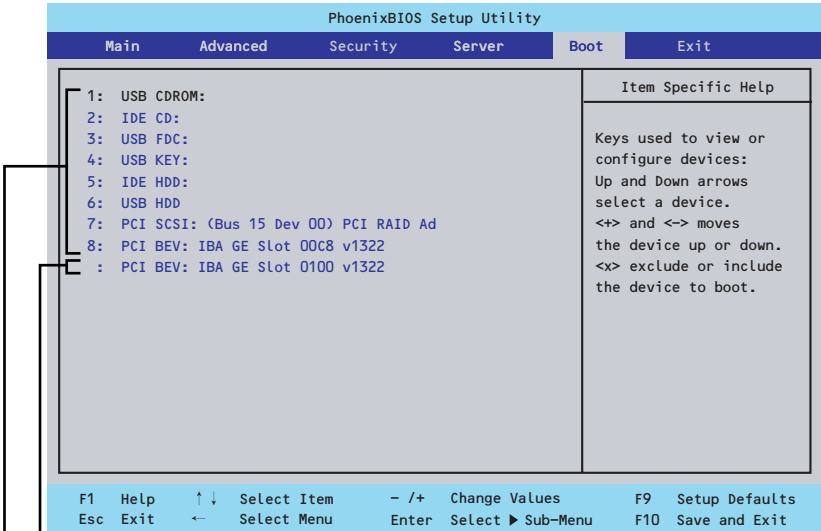 PhoenixBIOS Setup Utility
Main Advanced Security Server Boot Exit
1: USB CDROM:
2: IDE CD:
3: USB FDC:
4: USB KEY:
5: IDE HDD:
6: USB HDD
7: PCI SCSI: (Bus 15 Dev 00) PCI RAID Ad
8: PCI BEV: IBA GE Slot 00C8 v1322
: PCI BEV: IBA GE Slot 0100 v1322
Item Specific Help
Keys used to view or
configure devices:
Up and Down arrows
select a device.
<+> and <-> moves
the device up or down.
<x> exclude or include
the device to boot.
F1 Help ↑↓ Select Item - /+ Change Values F9 Setup Defaults
Esc Exit ← Select Menu Enter Select ▶ Sub-Menu F10 Save and Exit